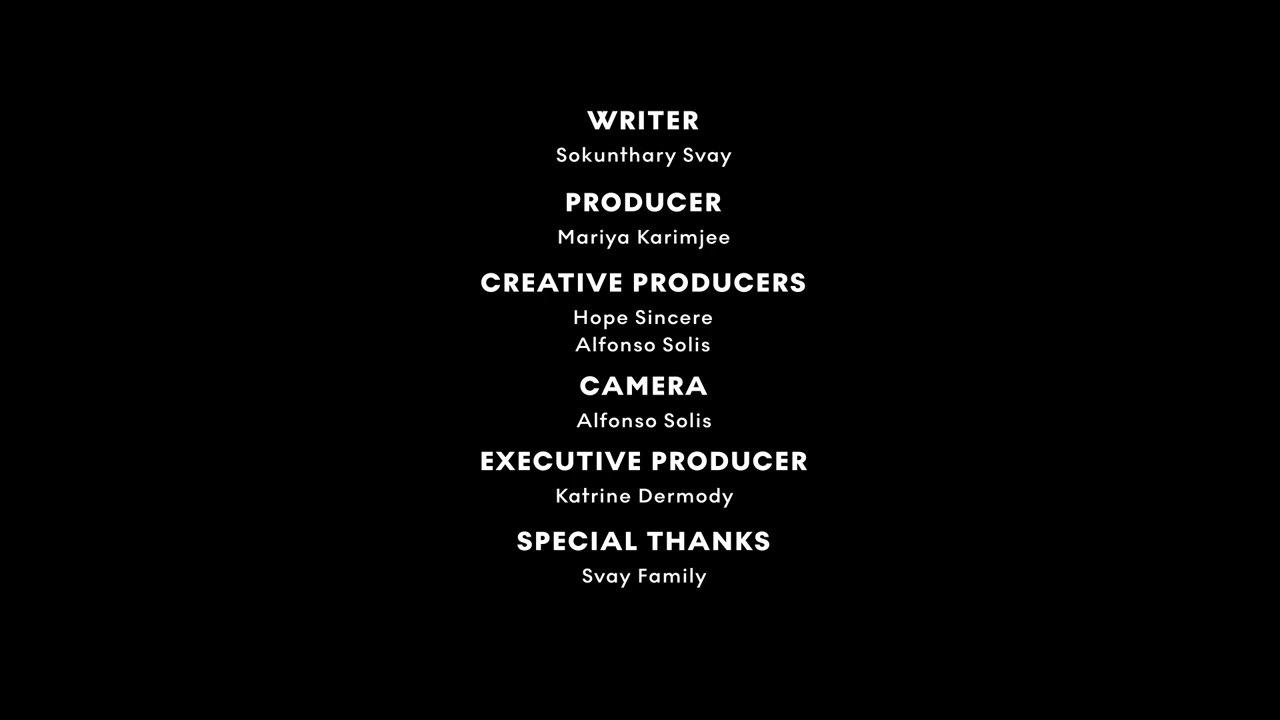 WRITER
Sokunthary Svay
PRODUCER
Mariya Karimjee
CREATIVE PRODUCERS
Hope Sincere
Alfonso Solis
CAMERA
Alfonso Solis
EXECUTIVE PRODUCER
Katrine Dermody
SPECIAL THANKS
Svay Family